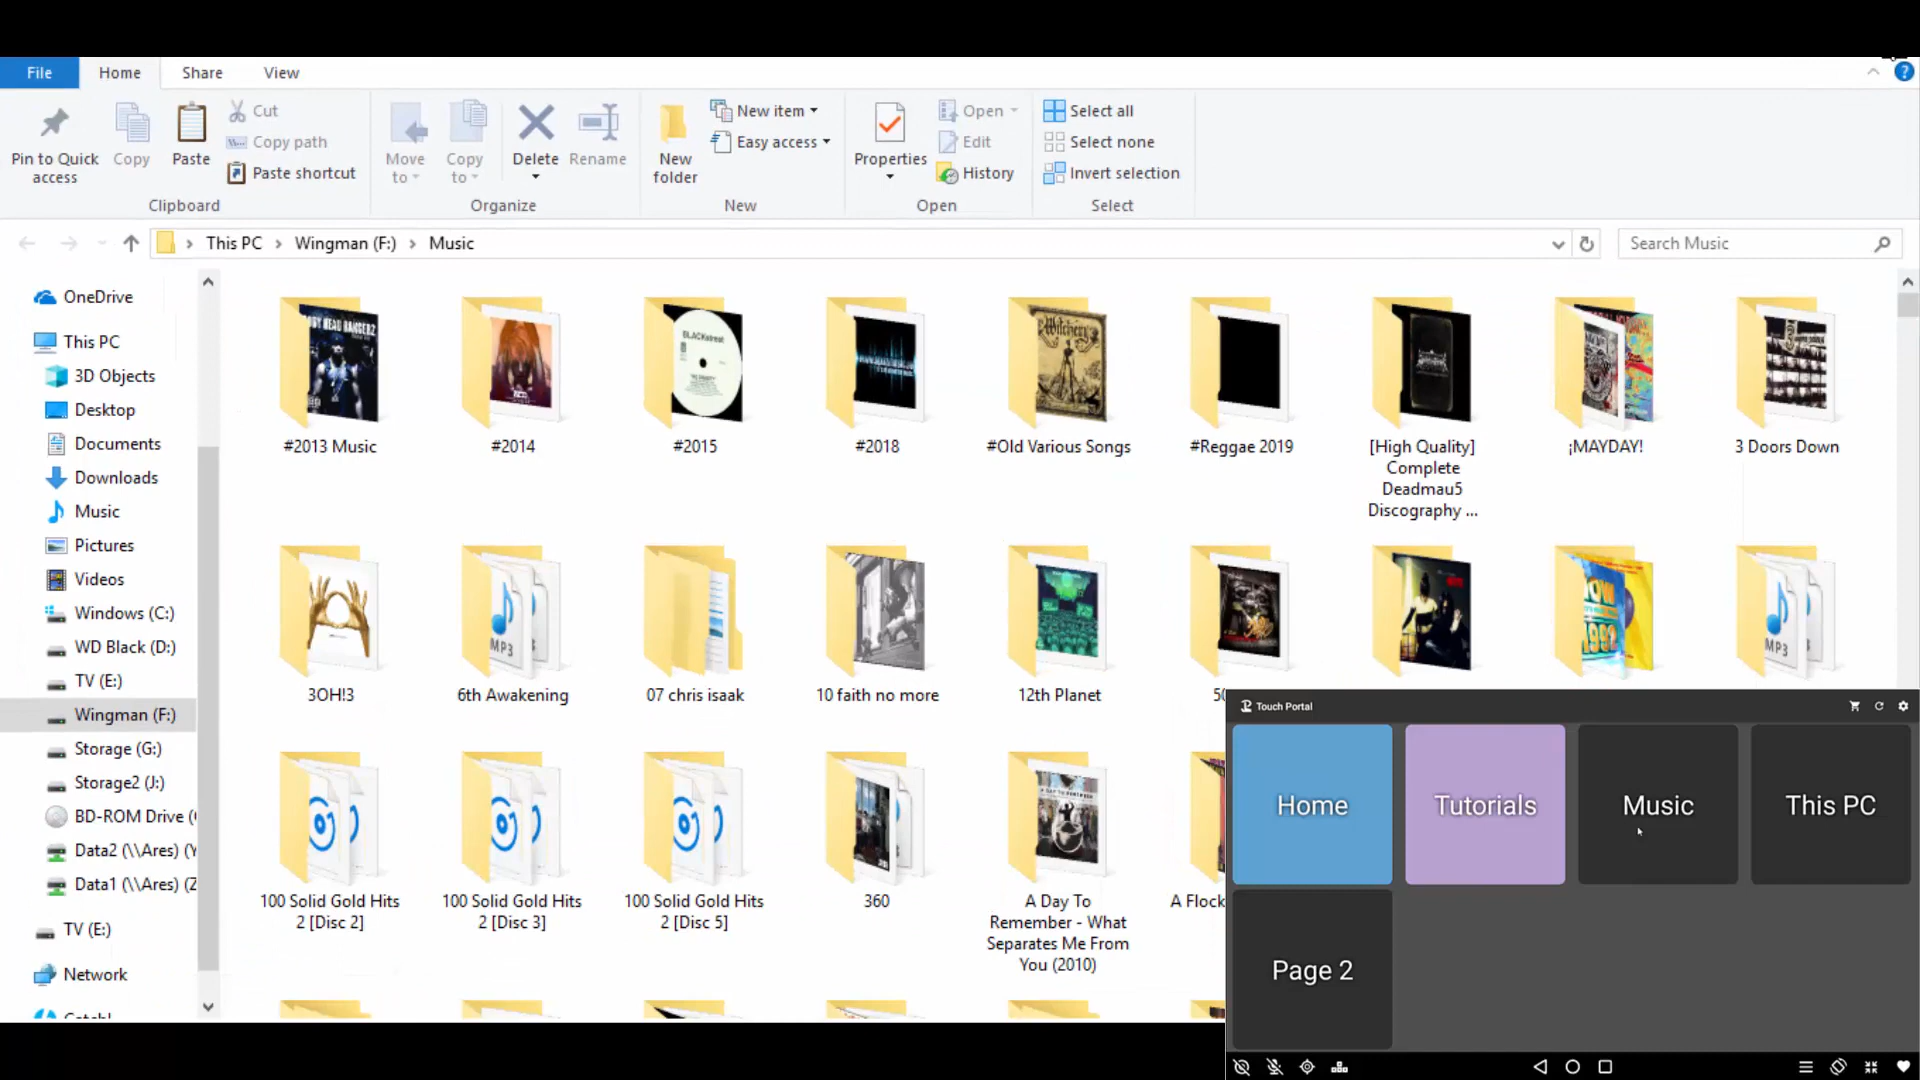 File Home Share View
Pin to Quick access
Copy
Paste
Cut
Copy path
Paste shortcut
Clipboard
Move to
Copy to
Delete
Rename
Organize
New folder
New item
Easy access
New
Properties
Open
Edit
History
Open
Select all
Select none
Invert selection
Select
This PC > Wingman (F:) > Music
Search Music
OneDrive
This PC
3D Objects
Desktop
Documents
Downloads
Music
Pictures
Videos
Windows (C:)
WD Black (D:)
TV (E:)
Wingman (F:)
Storage (G:)
Storage2 (J:)
BD-ROM Drive (
Data2 (\\Ares) (Y
Data1 (\\Ares) (Z
TV (E:)
Network
#2013 Music
#2014
#2015
#2018
#Old Various Songs
#Reggae 2019
[High Quality]
Complete
Deadmau5
Discography ...
¡MAYDAY!
3 Doors Down
3OH!3
6th Awakening
07 chris isaak
10 faith no more
12th Planet
50
100 Solid Gold Hits
2 [Disc 2]
100 Solid Gold Hits
2 [Disc 3]
100 Solid Gold Hits
2 [Disc 5]
360
A Day To
Remember - What
Separates Me From
You (2010)
A Flock
Touch Portal
Home
Tutorials
Music
This PC
Page 2